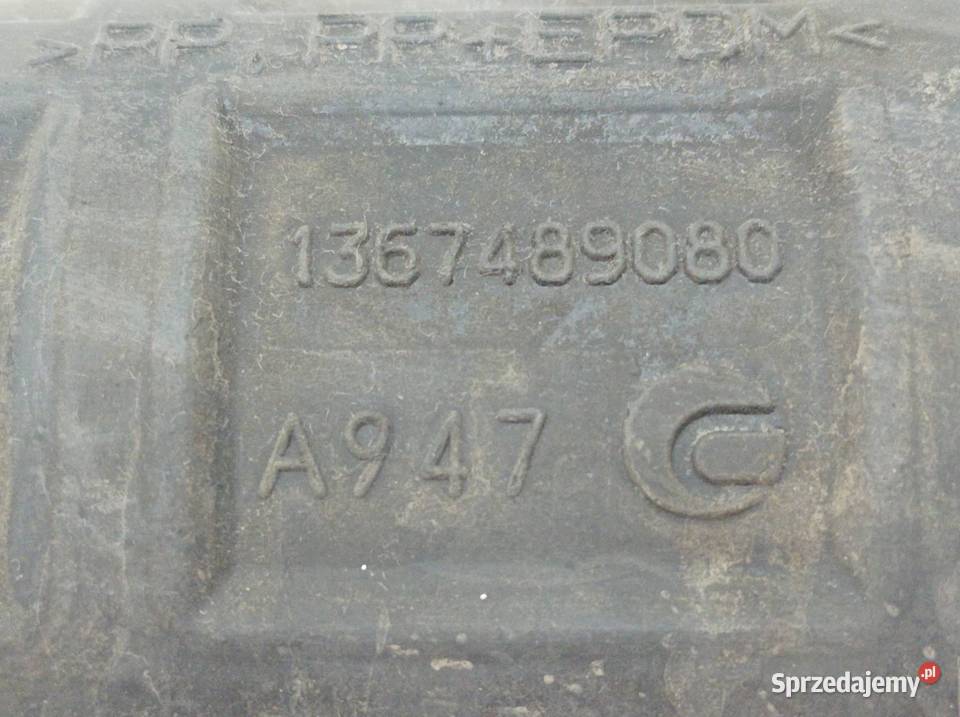 >PP, PP+EPDM<
1367489080
A947
Sprzedajemy.pl